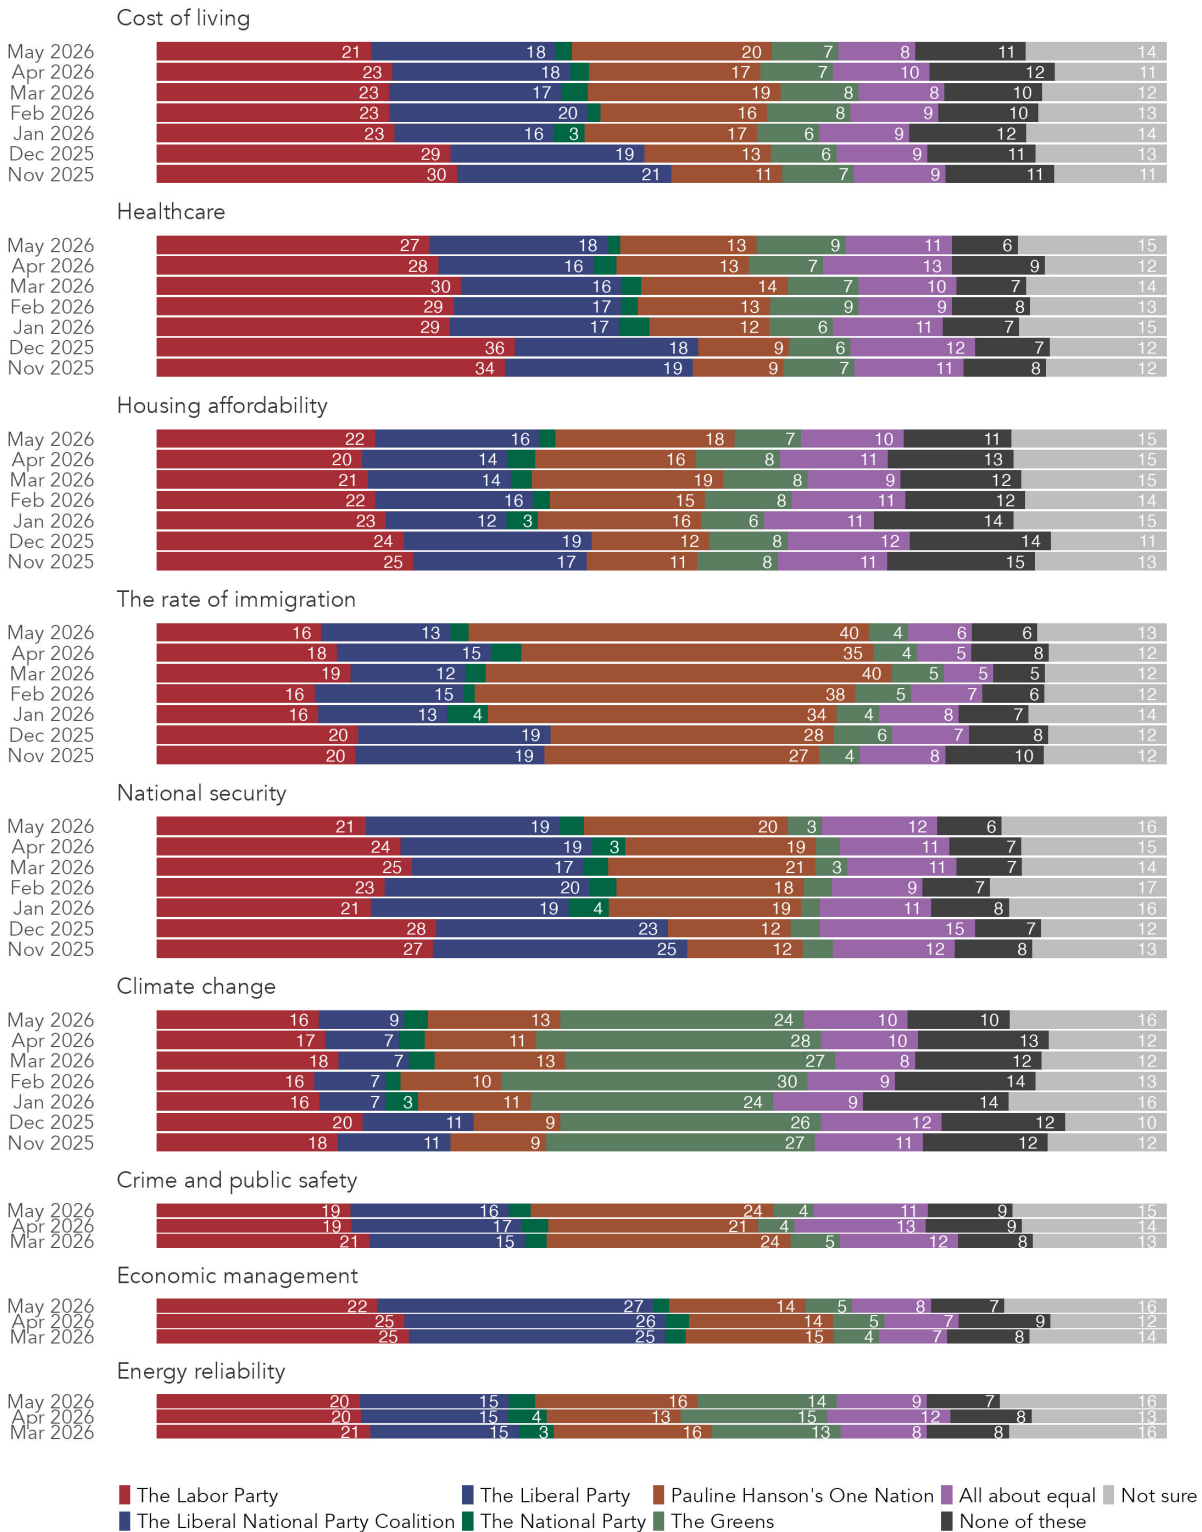 Cost of living
May 2026 21 18 20 7 8 11 14
Apr 2026 23 18 17 7 10 12 11
Mar 2026 23 17 19 8 8 10 12
Feb 2026 23 20 16 8 9 10 13
Jan 2026 23 16 3 17 6 9 12 14
Dec 2025 29 19 13 6 9 11 13
Nov 2025 30 21 11 7 9 11 11
Healthcare
May 2026 27 18 13 9 11 6 15
Apr 2026 28 16 13 7 13 9 12
Mar 2026 30 16 14 7 10 7 14
Feb 2026 29 17 13 9 9 8 13
Jan 2026 29 17 12 6 11 7 15
Dec 2025 36 18 9 6 12 7 12
Nov 2025 34 19 9 7 11 8 12
Housing affordability
May 2026 22 16 18 7 10 11 15
Apr 2026 20 14 16 8 11 13 15
Mar 2026 21 14 19 8 9 12 15
Feb 2026 22 16 15 8 11 12 14
Jan 2026 23 12 3 16 6 11 14 15
Dec 2025 24 19 12 8 12 14 11
Nov 2025 25 17 11 8 11 15 13
The rate of immigration
May 2026 16 13 40 4 6 6 13
Apr 2026 18 15 35 4 5 8 12
Mar 2026 19 12 40 5 5 5 12
Feb 2026 16 15 38 5 7 6 12
Jan 2026 16 13 4 34 4 8 7 14
Dec 2025 20 19 28 6 7 8 12
Nov 2025 20 19 27 4 8 10 12
National security
May 2026 21 19 20 3 12 6 16
Apr 2026 24 19 3 19 11 7 15
Mar 2026 25 17 21 3 11 7 14
Feb 2026 23 20 18 9 7 17
Jan 2026 21 19 4 19 11 8 16
Dec 2025 28 23 12 15 7 12
Nov 2025 27 25 12 12 8 13
Climate change
May 2026 16 9 13 24 10 10 16
Apr 2026 17 7 11 28 10 13 12
Mar 2026 18 7 13 27 8 12 12
Feb 2026 16 7 10 30 9 14 13
Jan 2026 16 7 3 11 24 9 14 16
Dec 2025 20 11 9 26 12 12 10
Nov 2025 18 11 9 27 11 12 12
Crime and public safety
May 2026 19 16 24 4 11 9 15
Apr 2026 19 17 21 4 13 9 14
Mar 2026 21 15 24 5 12 8 13
Economic management
May 2026 22 27 14 5 8 7 16
Apr 2026 25 26 14 5 7 9 12
Mar 2026 25 25 15 4 7 8 14
Energy reliability
May 2026 20 15 16 14 9 7 16
Apr 2026 20 15 4 13 15 12 8 13
Mar 2026 21 15 3 16 13 8 8 16
The Labor Party The Liberal Party Pauline Hanson's One Nation All about equal Not sure
The Liberal National Party Coalition The National Party The Greens None of these